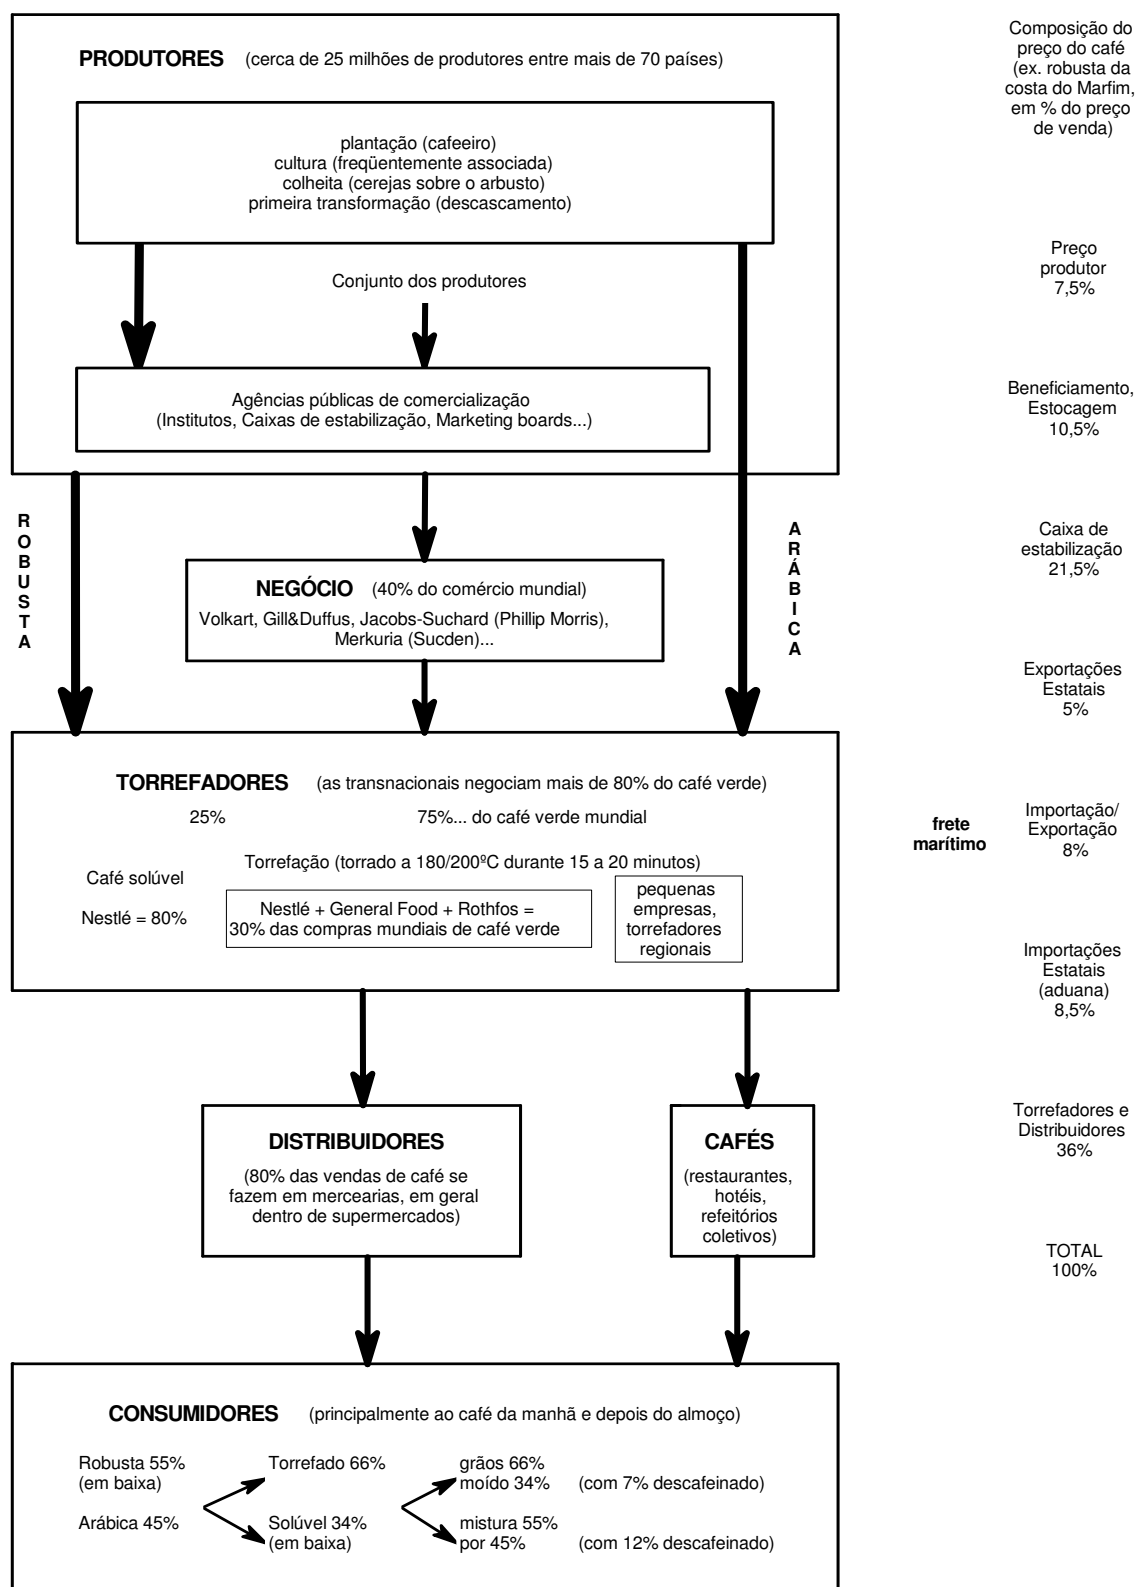 PRODUTORES (cerca de 25 milhões de produtores entre mais de 70 países)
plantação (cafeeiro)
cultura (freqüentemente associada)
colheita (cerejas sobre o arbusto)
primeira transformação (descascamento)
Conjunto dos produtores
Agências públicas de comercialização
(Institutos, Caixas de estabilização, Marketing boards...)
ROBUSTA
ARÁBICA
NEGÓCIO (40% do comércio mundial)
Volkart, Gill&Duffus, Jacobs-Suchard (Phillip Morris),
Merkuria (Sucden)...
TORREFADORES (as transnacionais negociam mais de 80% do café verde)
25% 75%... do café verde mundial
Torrefação (torrado a 180/200ºC durante 15 a 20 minutos)
Café solúvel
Nestlé = 80%
Nestlé + General Food + Rothfos =
30% das compras mundiais de café verde
pequenas
empresas,
torrefadores
regionais
DISTRIBUIDORES
(80% das vendas de café se
fazem em mercearias, em geral
dentro de supermercados)
CAFÉS
(restaurantes,
hotéis,
refeitórios
coletivos)
CONSUMIDORES (principalmente ao café da manhã e depois do almoço)
Robusta 55%
(em baixa)
Arábica 45%
Torrefado 66%
Solúvel 34%
(em baixa)
grãos 66%
moído 34% (com 7% descafeinado)
mistura 55%
por 45% (com 12% descafeinado)
Composição do
preço do café
(ex. robusta da
costa do Marfim,
em % do preço
de venda)
Preço
produtor
7,5%
Beneficiamento,
Estocagem
10,5%
Caixa de
estabilização
21,5%
Exportações
Estatais
5%
frete
marítimo
Importação/
Exportação
8%
Importações
Estatais
(aduana)
8,5%
Torrefadores e
Distribuidores
36%
TOTAL
100%